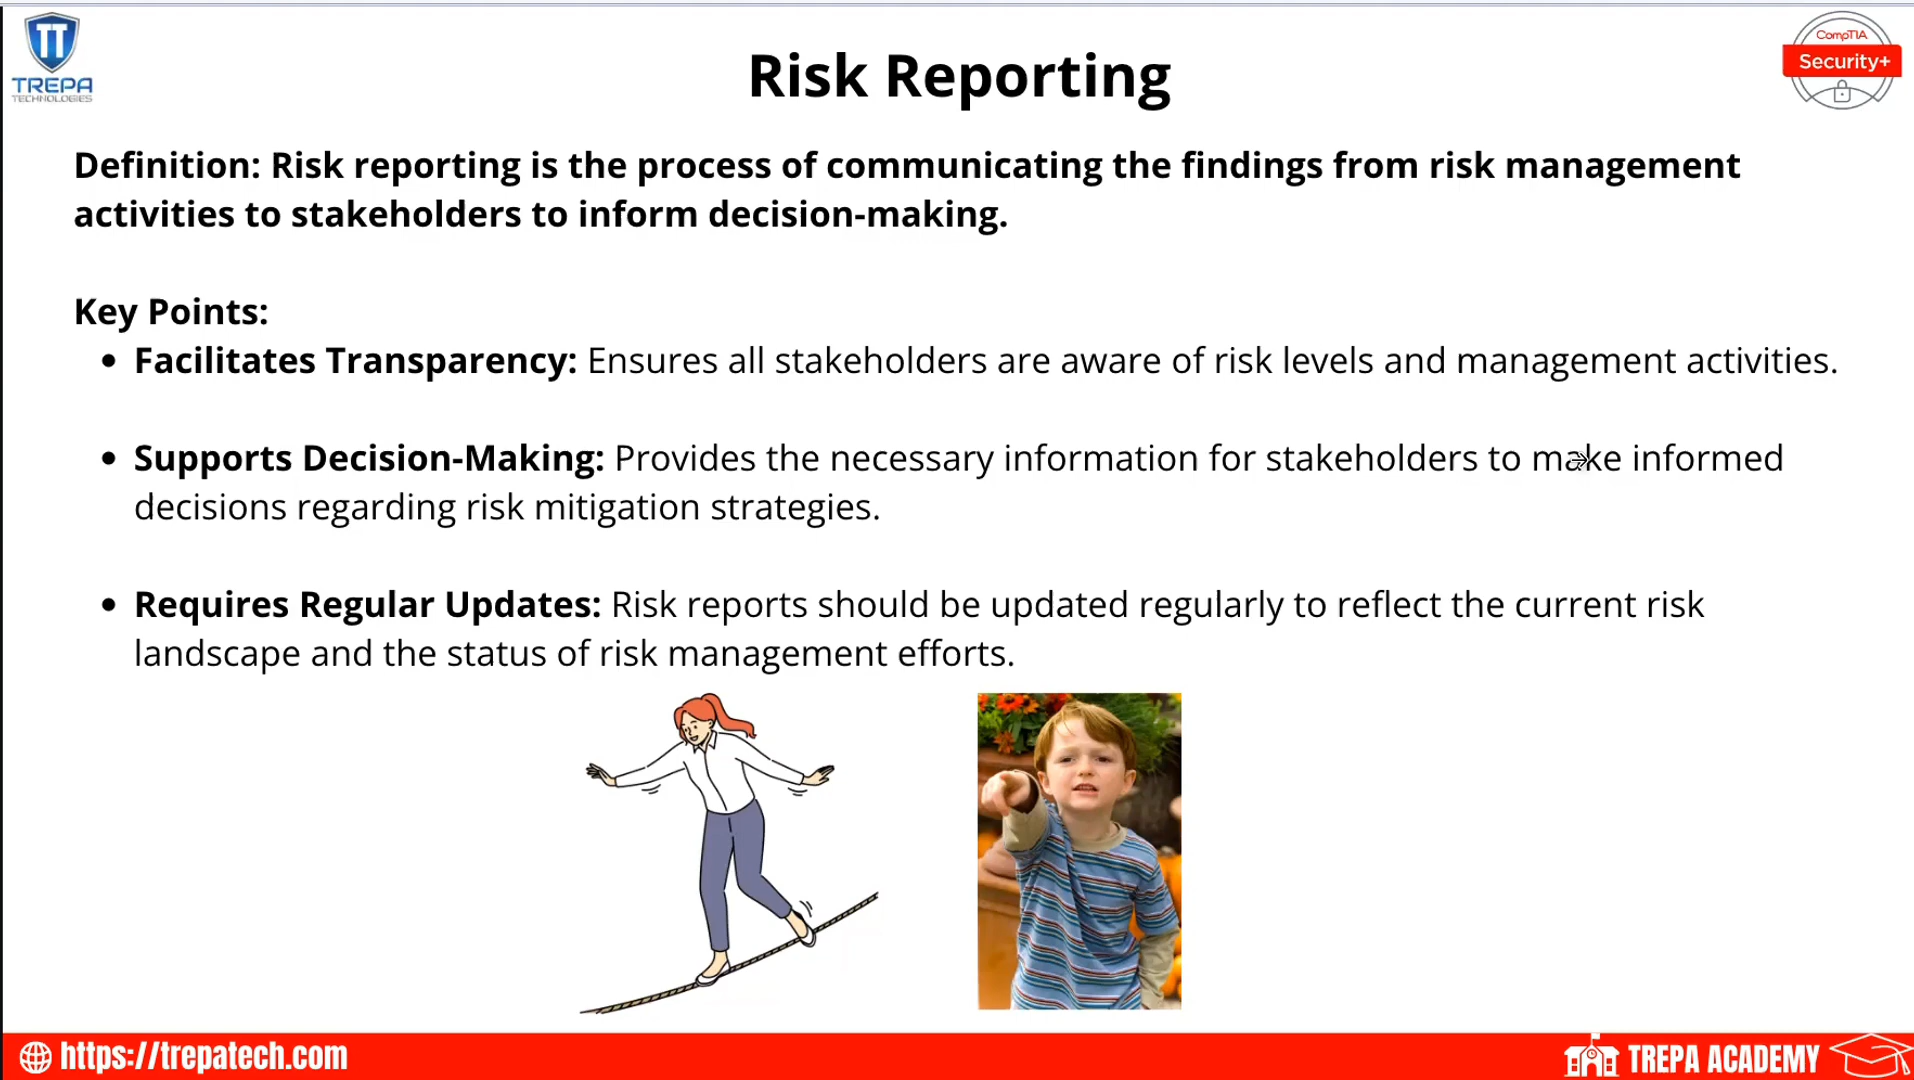 TREPA
TECHNOLOGIES
Risk Reporting
CompTIA
Security+
Definition: Risk reporting is the process of communicating the findings from risk management
activities to stakeholders to inform decision-making.
Key Points:
• Facilitates Transparency: Ensures all stakeholders are aware of risk levels and management activities.
• Supports Decision-Making: Provides the necessary information for stakeholders to make informed
decisions regarding risk mitigation strategies.
• Requires Regular Updates: Risk reports should be updated regularly to reflect the current risk
landscape and the status of risk management efforts.
https://trepatech.com
TREPA ACADEMY